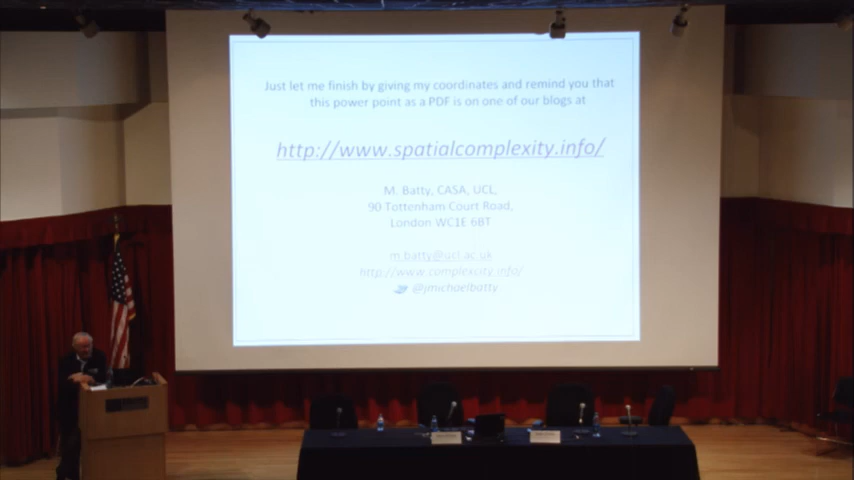 Just let me finish by giving my coordinates and remind you that
this power point as a PDF is on one of our blogs at
http://www.spatialcomplexity.info/
M. Batty, CASA, UCL,
90 Tottenham Court Road,
London WC1E 6BT
m.batty@ucl.ac.uk
http://www.complexcity.info/
@jmichaelbatty